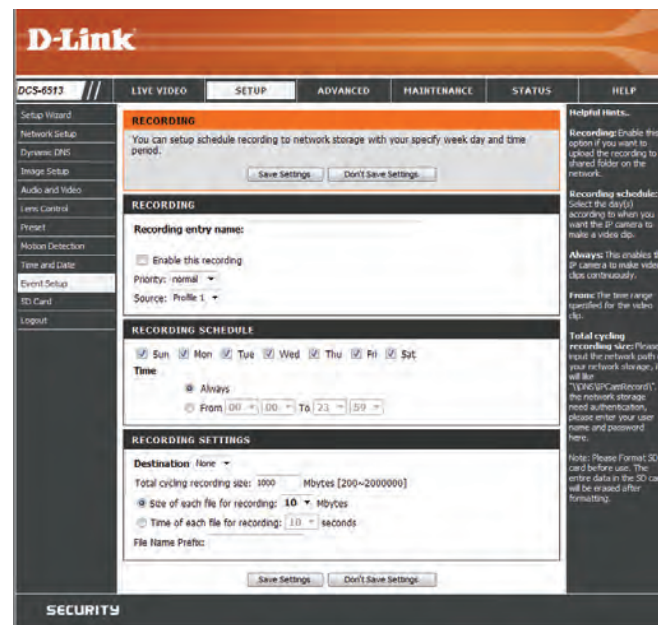 D-Link
DCS-6513 // LIVE VIDEO SETUP ADVANCED MAINTENANCE STATUS HELP
Setup Wizard
Network Setup
Dynamic DNS
Image Setup
Audio and Video
Lens Control
Preset
Motion Detection
Time and Date
Event Setup
SD Card
Logout
RECORDING
You can setup schedule recording to network storage with your specify week day and time
period.
Save Settings Don't Save Settings
RECORDING
Recording entry name:
Enable this recording
Priority: normal
Source: Profile 1
RECORDING SCHEDULE
Sun Mon Tue Wed Thu Fri Sat
Time
Always
From 00 : 00 To 23 : 59
RECORDING SETTINGS
Destination None
Total cycling recording size: 1000 Mbytes [200~2000000]
Size of each file for recording: 10 Mbytes
Time of each file for recording: 10 seconds
File Name Prefix:
Save Settings Don't Save Settings
Helpful Hints..
Recording: Enable this
option if you want to
upload the recording to
shared folder on the
network.
Recording schedule:
Select the day(s)
according to when you
want the IP camera to
make a video clip.
Always: This enables
IP camera to make video
clips continuously.
From: The time range
specified for the video
clip.
Total cycling
recording size: Please
input the network path
your network storage,
will like
the network storage
need authentication,
please enter your user
name and password
here.
Note: Please Format SD
card before use. The
entire data in the SD
will be erased after
formatting.
SECURITY